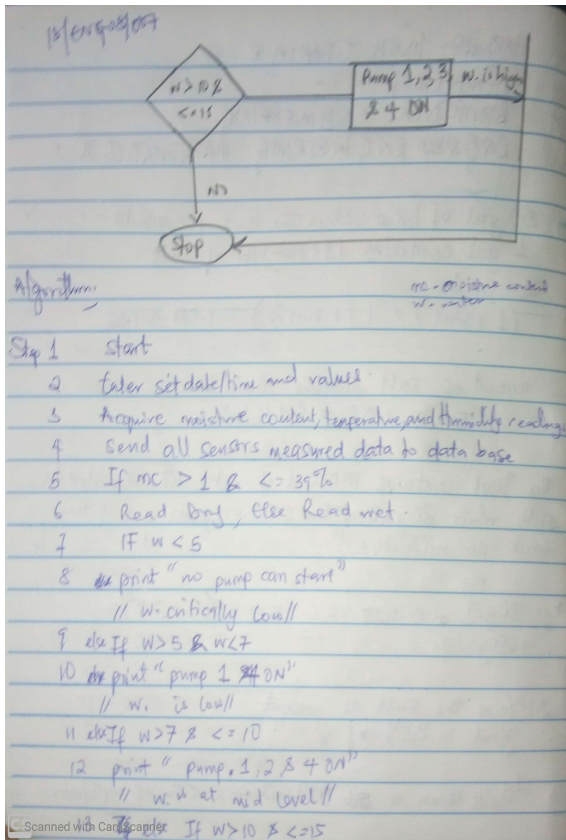 18/ENG08/007
W>10 &
<=15
Pump 1,2,3,
& 4 ON
w. is high
NO
Stop
Algorithm
mc - moisture content
w - water
Step 1 Start
2 Enter set date/time and values.
3 Acquire moisture content, temperature, and Humidity readings
4 Send all sensors measured data to data base
5 If mc > 1 & <= 39%
6 Read Dry, Else Read wet.
7 IF w < 5
8 print "no pump can start"
// w. critically low//
9 else If w>5 & w<7
10 print "pump 1 &4 ON"
// w. is low//
11 else If w>7 & <=10
12 print "pump. 1, 2, & 4 ON"
// w. is at mid level//
13 If w>10 & <=15
CS Scanned with CamScanner